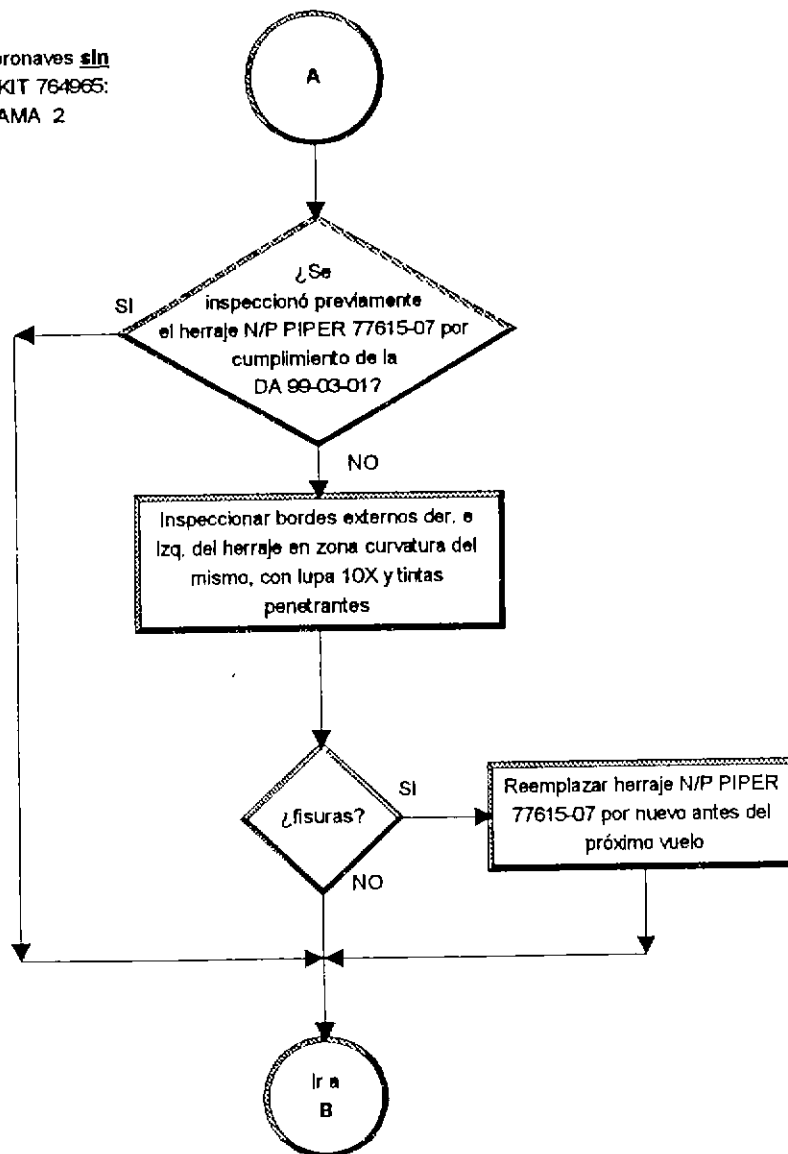 oronaves sin
KIT 764965:
AMA 2
A
¿Se
inspeccionó previamente
el herraje N/P PIPER 77615-07 por
cumplimiento de la
DA 99-03-01?
SI
NO
Inspeccionar bordes externos der. e
Izq. del herraje en zona curvatura del
mismo, con lupa 10X y tintas
penetrantes
¿fisuras?
SI
NO
Reemplazar herraje N/P PIPER
77615-07 por nuevo antes del
próximo vuelo
Ir a
B